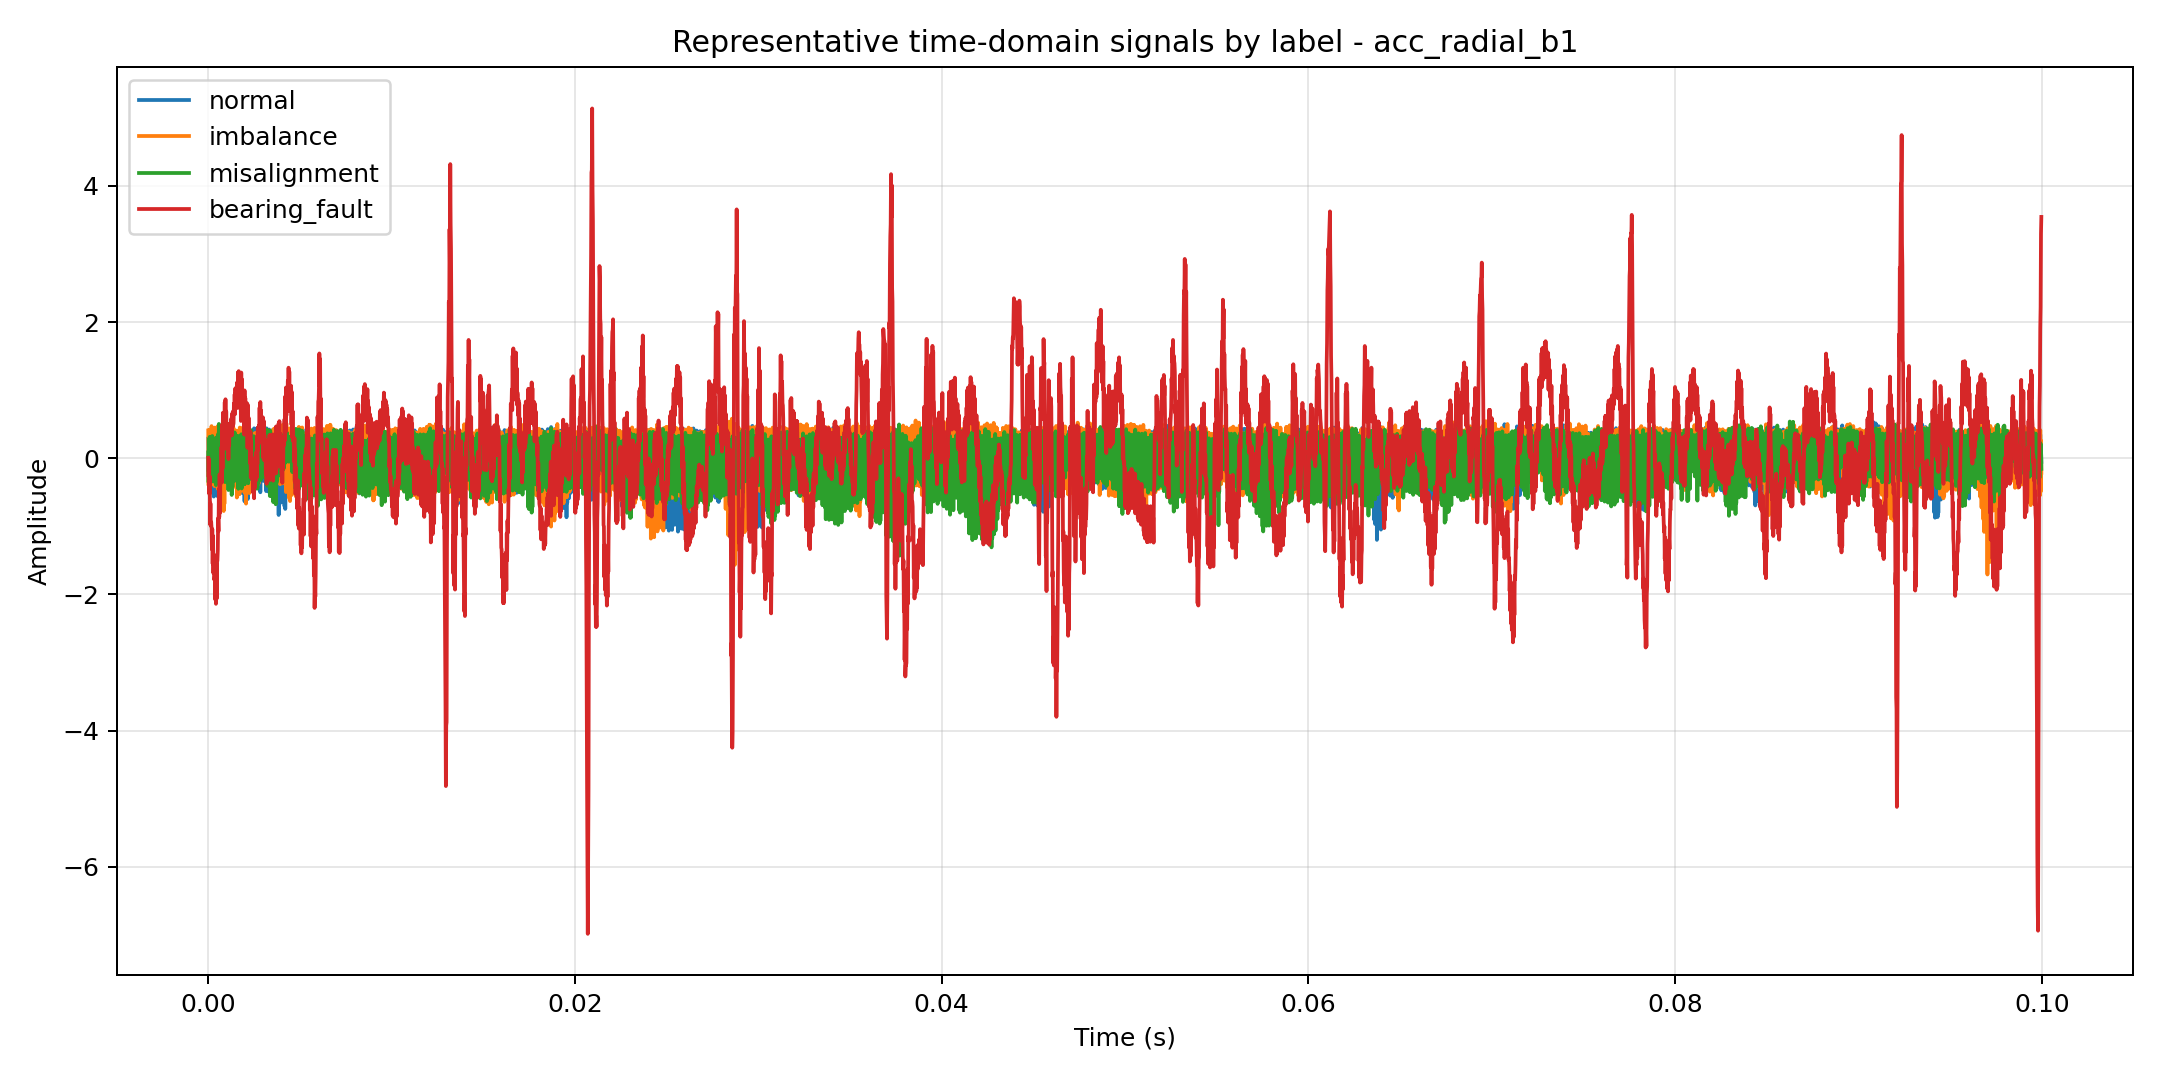 Representative time-domain signals by label - acc_radial_b1
normal
imbalance
misalignment
bearing_fault
4
2
0
−2
−4
−6
Amplitude
0.00 0.02 0.04 0.06 0.08 0.10
Time (s)